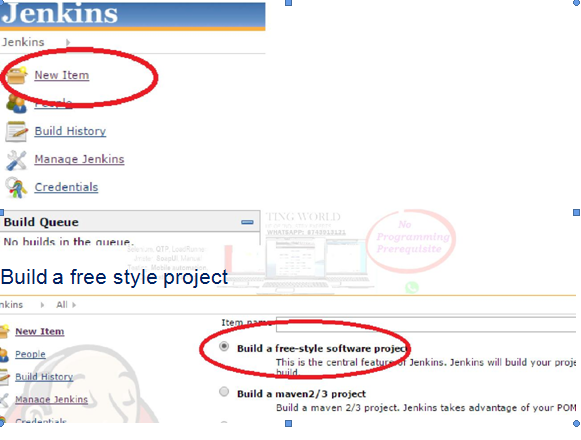 Jenkins
Jenkins
New Item
People
Build History
Manage Jenkins
Credentials
Build Queue
No builds in the queue.
TING WORLD
No
Programming
Prerequisite
Build a free style project
nkins All
Item name
New Item
Build a free-style software project
This is the central feature of Jenkins. Jenkins will build your proje
build.
People
Build History
Build a maven2/3 project
Manage Jenkins
Build a maven 2/3 project. Jenkins takes advantage of your POM
Credentials